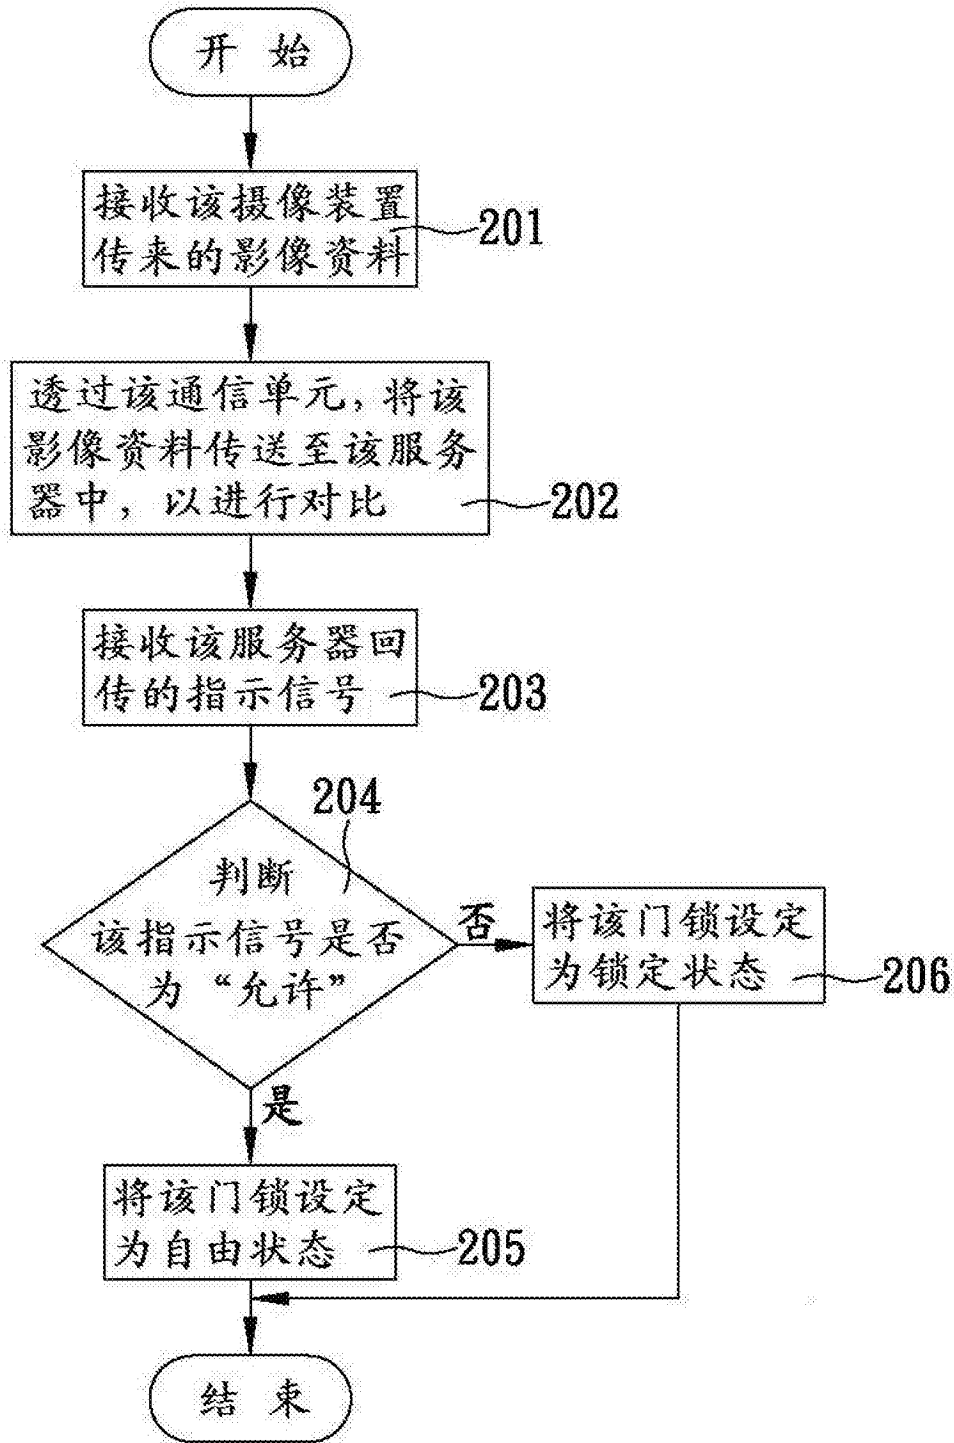 开 始
接收该摄像装置
传来的影像资料
201
透过该通信单元，将该
影像资料传送至该服务
器中，以进行对比
202
接收该服务器回
传的指示信号
203
204
判断
该指示信号是否
为“允许”
否
将该门锁设定
为锁定状态
206
是
将该门锁设定
为自由状态
205
结 束